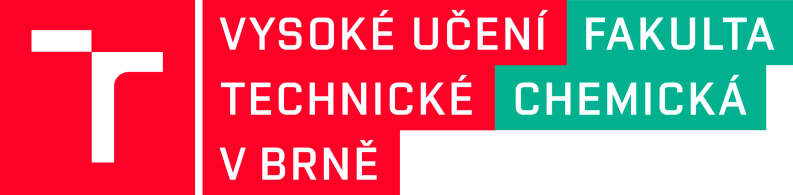 VYSOKÉ UČENÍ FAKULTA
TECHNICKÉ CHEMICKÁ
V BRNĚ